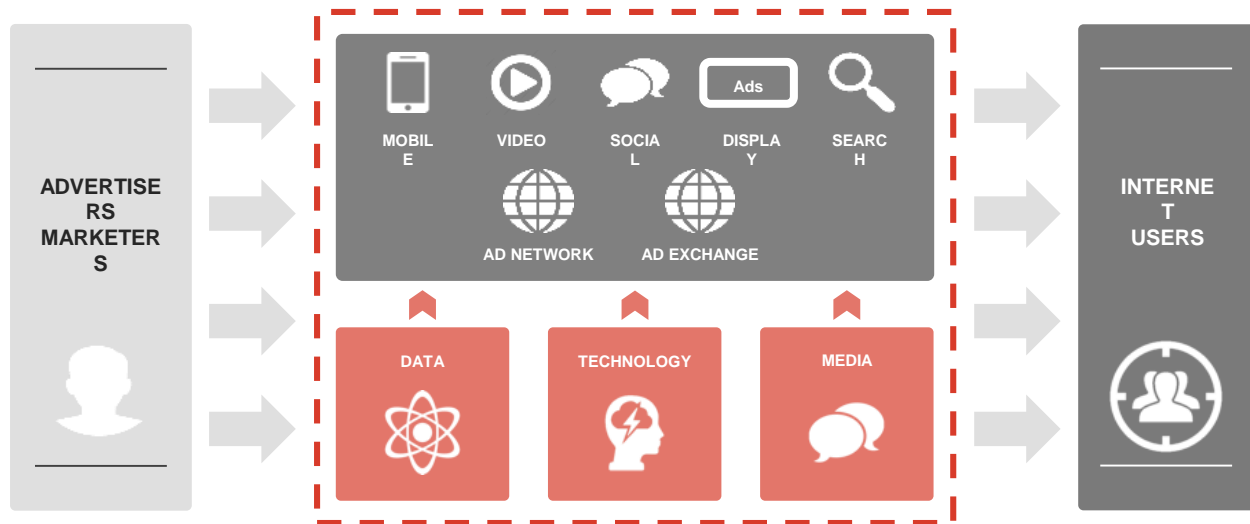 ADVERTISE
RS
MARKETER
S
Ads
MOBIL
E
VIDEO
SOCIA
L
DISPLA
Y
SEARC
H
AD NETWORK
AD EXCHANGE
DATA
TECHNOLOGY
MEDIA
INTERNE
T
USERS